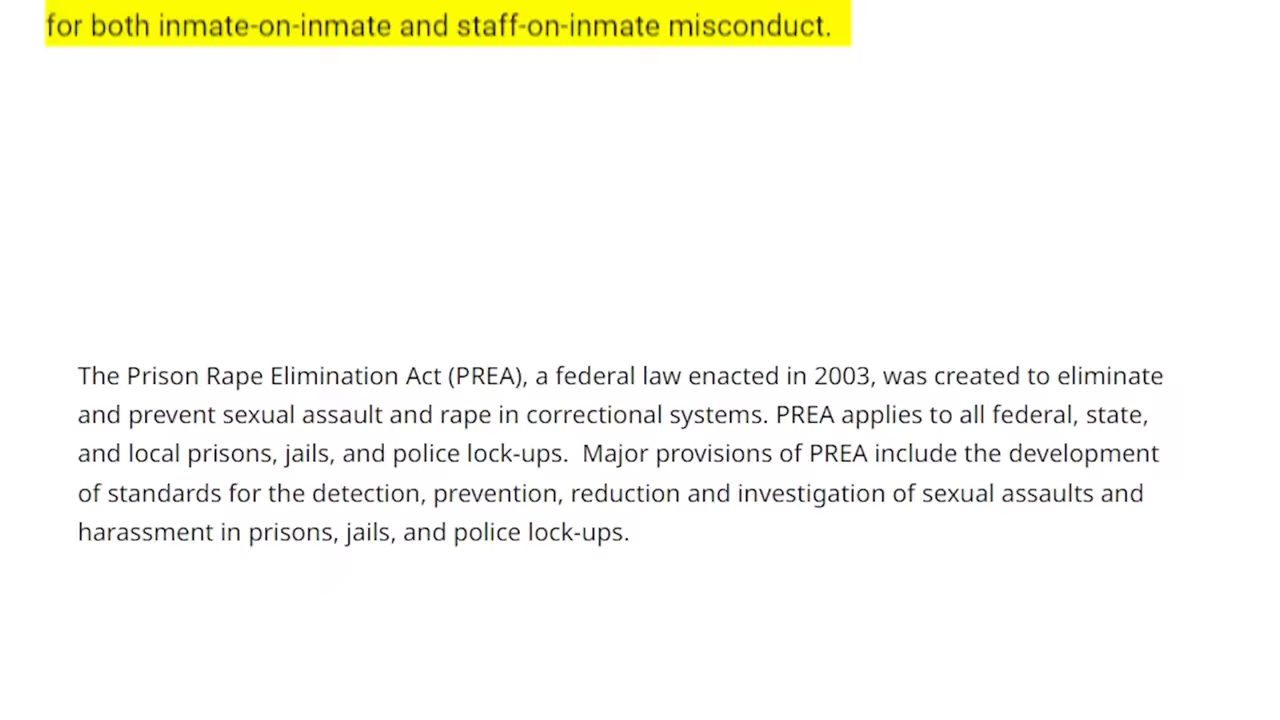 for both inmate-on-inmate and staff-on-inmate misconduct.
The Prison Rape Elimination Act (PREA), a federal law enacted in 2003, was created to eliminate
and prevent sexual assault and rape in correctional systems. PREA applies to all federal, state,
and local prisons, jails, and police lock-ups.  Major provisions of PREA include the development
of standards for the detection, prevention, reduction and investigation of sexual assaults and
harassment in prisons, jails, and police lock-ups.